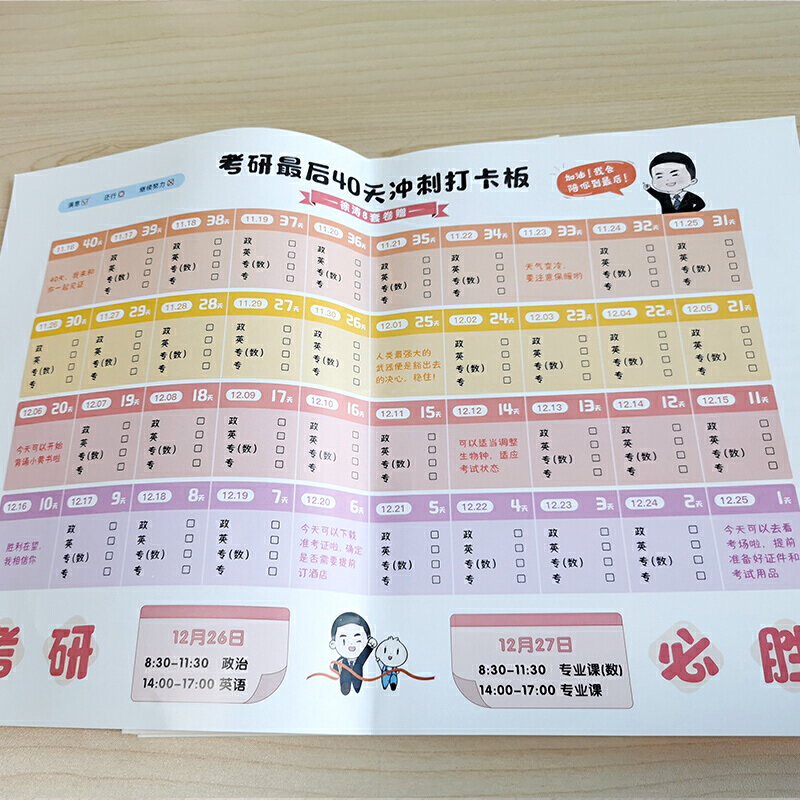 考研最后40天冲刺打卡板
徐涛8套卷赠
满意 还行 继续努力
加油！我会
陪你到最后！
11.16 40天 11.17 39天 11.18 38天 11.19 37天 11.20 36天 11.21 35天 11.22 34天 11.23 33天 11.24 32天 11.25 31天
40天，我来和
你一起见证
政
英
专(数)
专
政
英
专(数)
专
政
英
专(数)
专
政
英
专(数)
专
政
英
专(数)
专
政
英
专(数)
专
天气变冷，
要注意保暖哟
政
英
专(数)
专
政
英
专(数)
专
11.26 30天 11.27 29天 11.28 28天 11.29 27天 11.30 26天 12.01 25天 12.02 24天 12.03 23天 12.04 22天 12.05 21天
政
英
专(数)
专
政
英
专(数)
专
政
英
专(数)
专
政
英
专(数)
专
政
英
专(数)
专
人类最强大的
武器便是豁出去
的决心，稳住！
政
英
专(数)
专
政
英
专(数)
专
政
英
专(数)
专
政
英
专(数)
专
12.06 20天 12.07 19天 12.08 18天 12.09 17天 12.10 16天 12.11 15天 12.12 14天 12.13 13天 12.14 12天 12.15 11天
今天可以开始
背诵小黄书啦
政
英
专(数)
专
政
英
专(数)
专
政
英
专(数)
专
政
英
专(数)
专
政
英
专(数)
专
可以适当调整
生物钟，适应
考试状态
政
英
专(数)
专
政
英
专(数)
专
政
英
专(数)
专
12.16 10天 12.17 9天 12.18 8天 12.19 7天 12.20 6天 12.21 5天 12.22 4天 12.23 3天 12.24 2天 12.25 1天
胜利在望，
我相信你
政
英
专(数)
专
政
英
专(数)
专
政
英
专(数)
专
今天可以下载
准考证啦，确定
是否需要提前
订酒店
政
英
专(数)
专
政
英
专(数)
专
政
英
专(数)
专
政
英
专(数)
专
今天可以去看
考场啦，提前
准备好证件和
考试用品
考研
12月26日
8:30-11:30 政治
14:00-17:00 英语
12月27日
8:30-11:30 专业课(数)
14:00-17:00 专业课
必胜